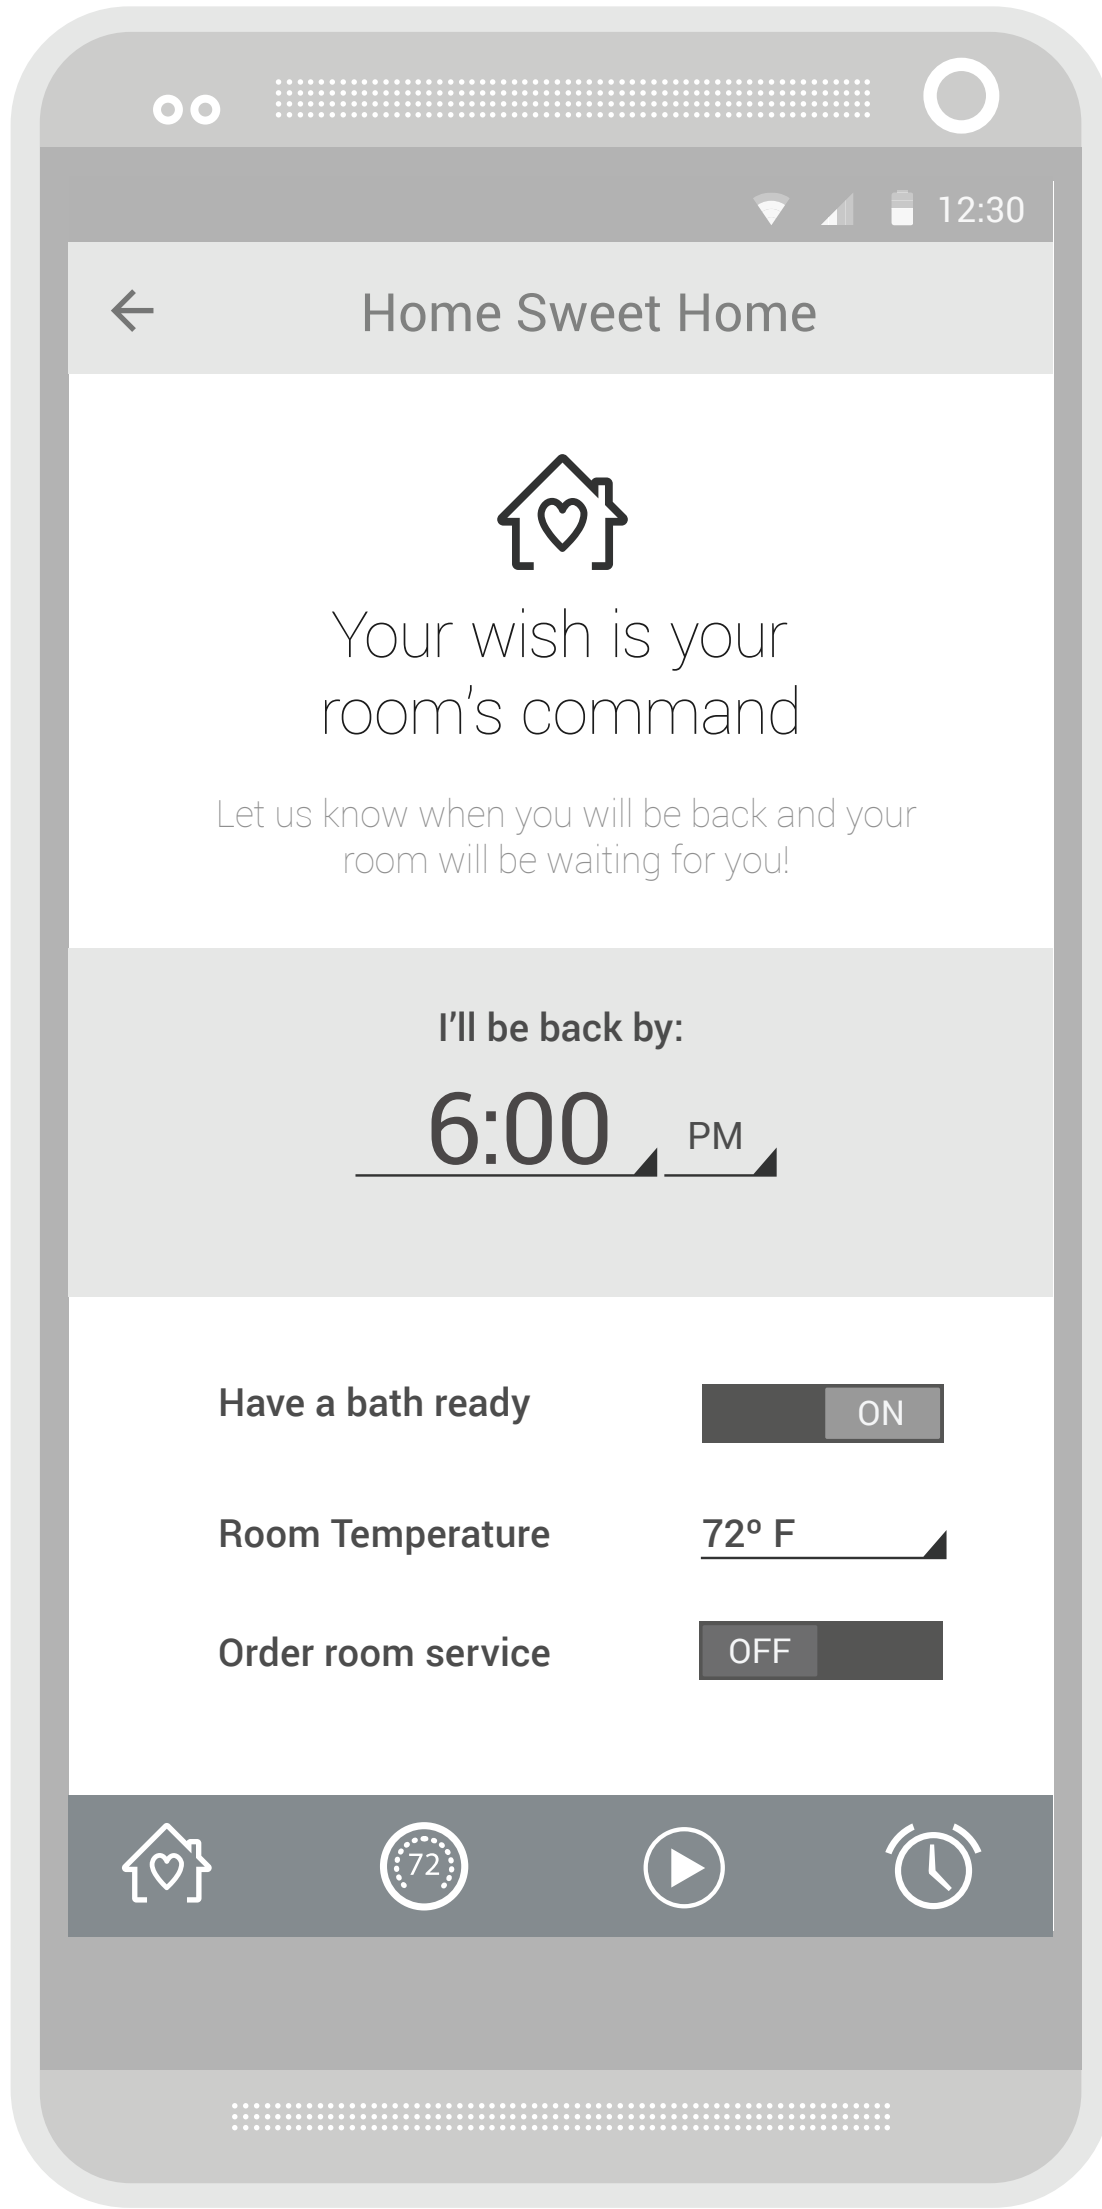 12:30
Home Sweet Home
Your wish is your
room's command
Let us know when you will be back and your
room will be waiting for you!
I'll be back by:
6:00 PM
Have a bath ready ON
Room Temperature 72º F
Order room service OFF
72